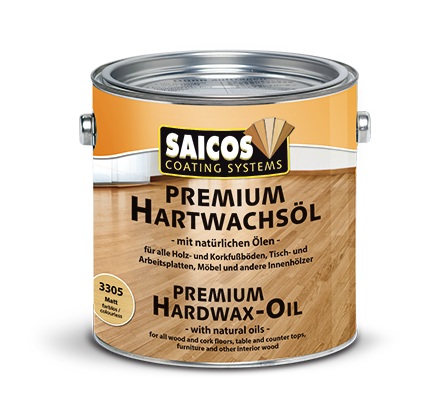 SAICOS
COATING SYSTEMS
PREMIUM
HARTWACHSÖL
- mit natürlichen Ölen -
für alle Holz- und Korkfußböden, Tisch- und
Arbeitsplatten, Möbel und andere Innenhölzer
3305
Matt
farblos /
colourless
PREMIUM
HARDWAX-OIL
- with natural oils -
for all wood and cork floors, table and counter tops,
furniture and other interior wood